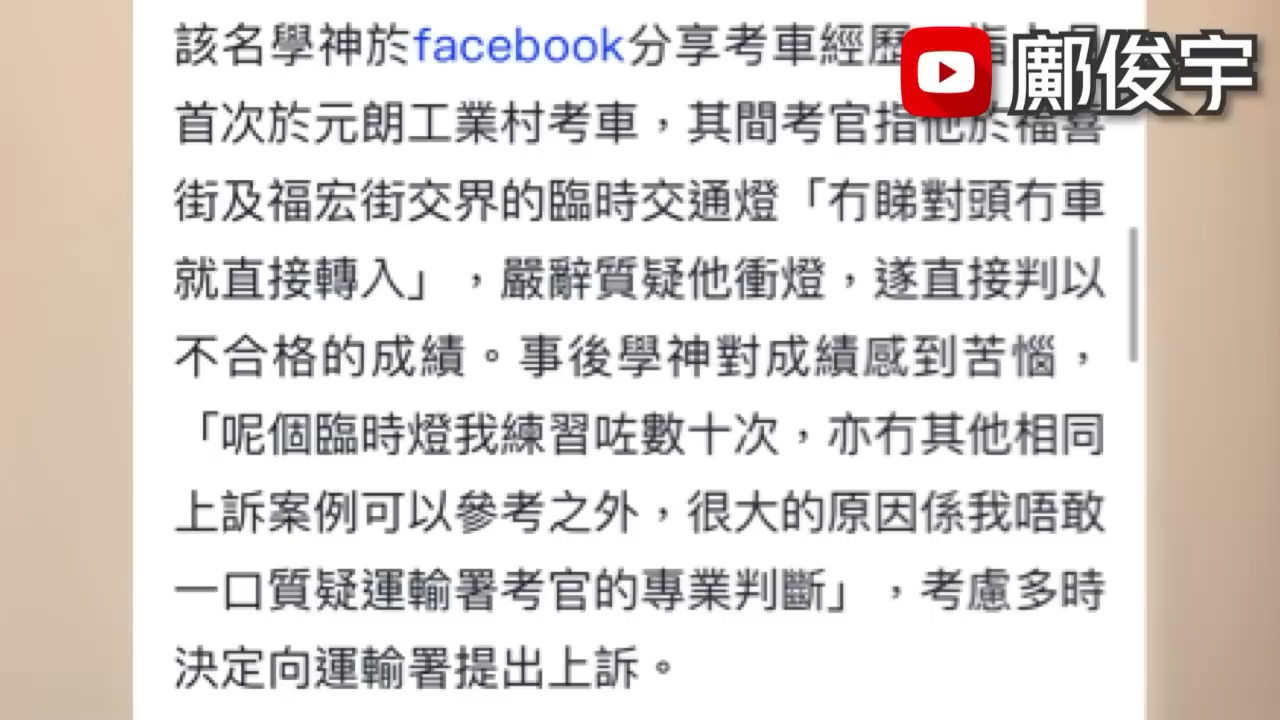 該名學神於facebook分享考車經歷
首次於元朗工業村考車，其間考官指他於福喜
街及福宏街交界的臨時交通燈「冇睇對頭冇車
就直接轉入」，嚴辭質疑他衝燈，遂直接判以
不合格的成績。事後學神對成績感到苦惱，
「呢個臨時燈我練習咗數十次，亦冇其他相同
上訴案例可以參考之外，很大的原因係我唔敢
一口質疑運輸署考官的專業判斷」，考慮多時
決定向運輸署提出上訴。
鄺俊宇